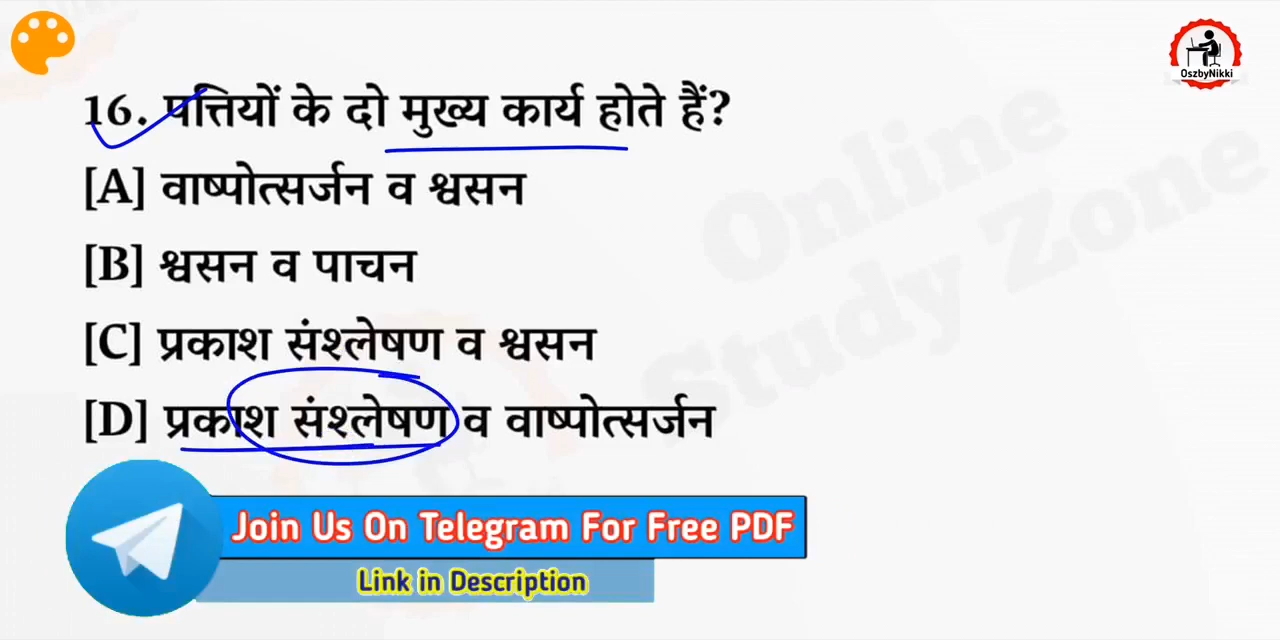 OszbyNikki
16. पत्तियों के दो मुख्य कार्य होते हैं?
[A] वाष्पोत्सर्जन व श्वसन
[B] श्वसन व पाचन
[C] प्रकाश संश्लेषण व श्वसन
[D] प्रकाश संश्लेषण व वाष्पोत्सर्जन
Online
Study Zone
Join Us On Telegram For Free PDF
Link in Description